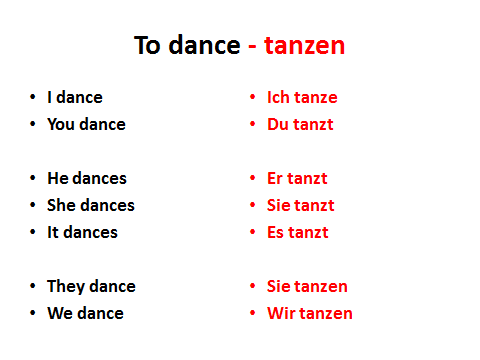 To dance - tanzen
• I dance • Ich tanze
• You dance • Du tanzt
• He dances • Er tanzt
• She dances • Sie tanzt
• It dances • Es tanzt
• They dance • Sie tanzen
• We dance • Wir tanzen